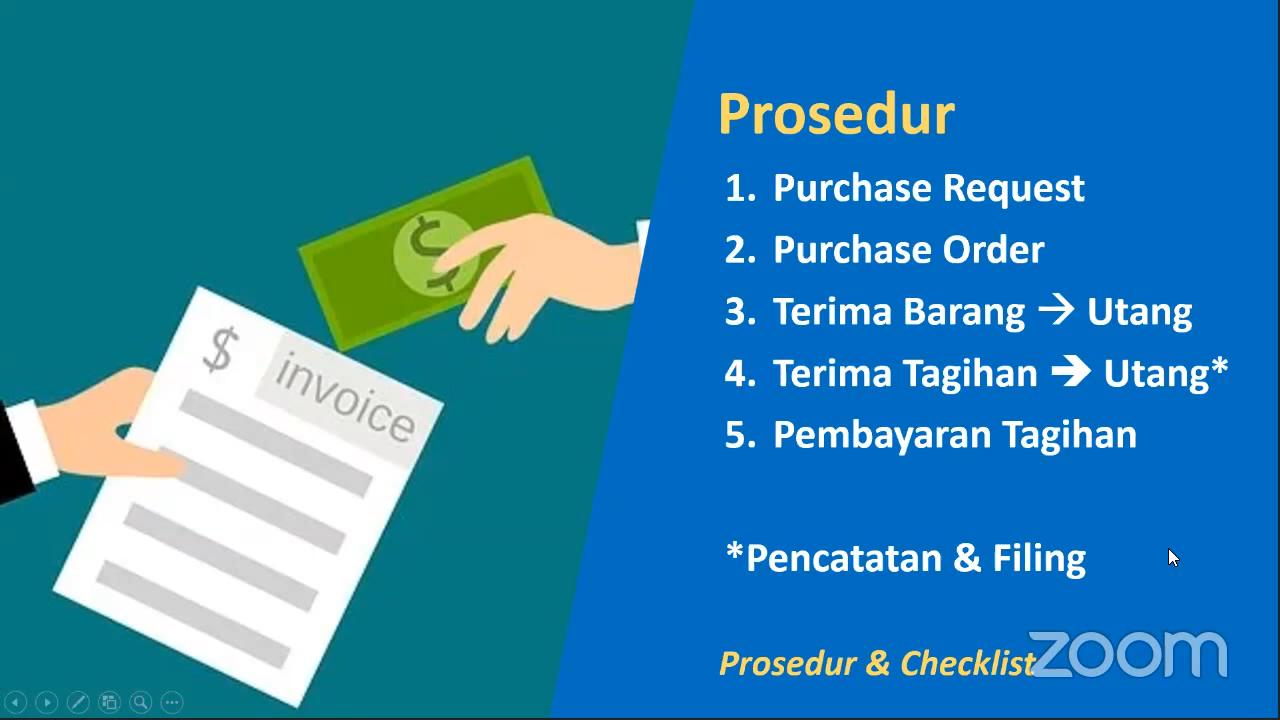 Prosedur
1. Purchase Request
2. Purchase Order
3. Terima Barang → Utang
4. Terima Tagihan 🡺 Utang*
5. Pembayaran Tagihan
*Pencatatan & Filing
Prosedur & Checklist
zoom
$
$ invoice